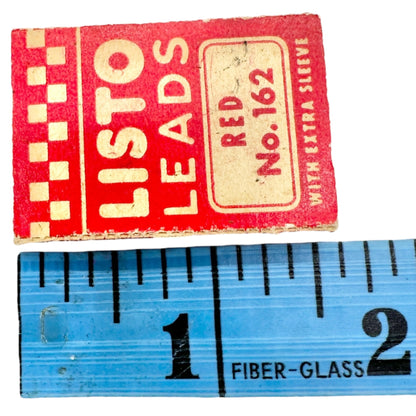 LISTO
LEADS
RED
No. 162
WITH EXTRA SLEEVE
1 FIBER-GLASS 2